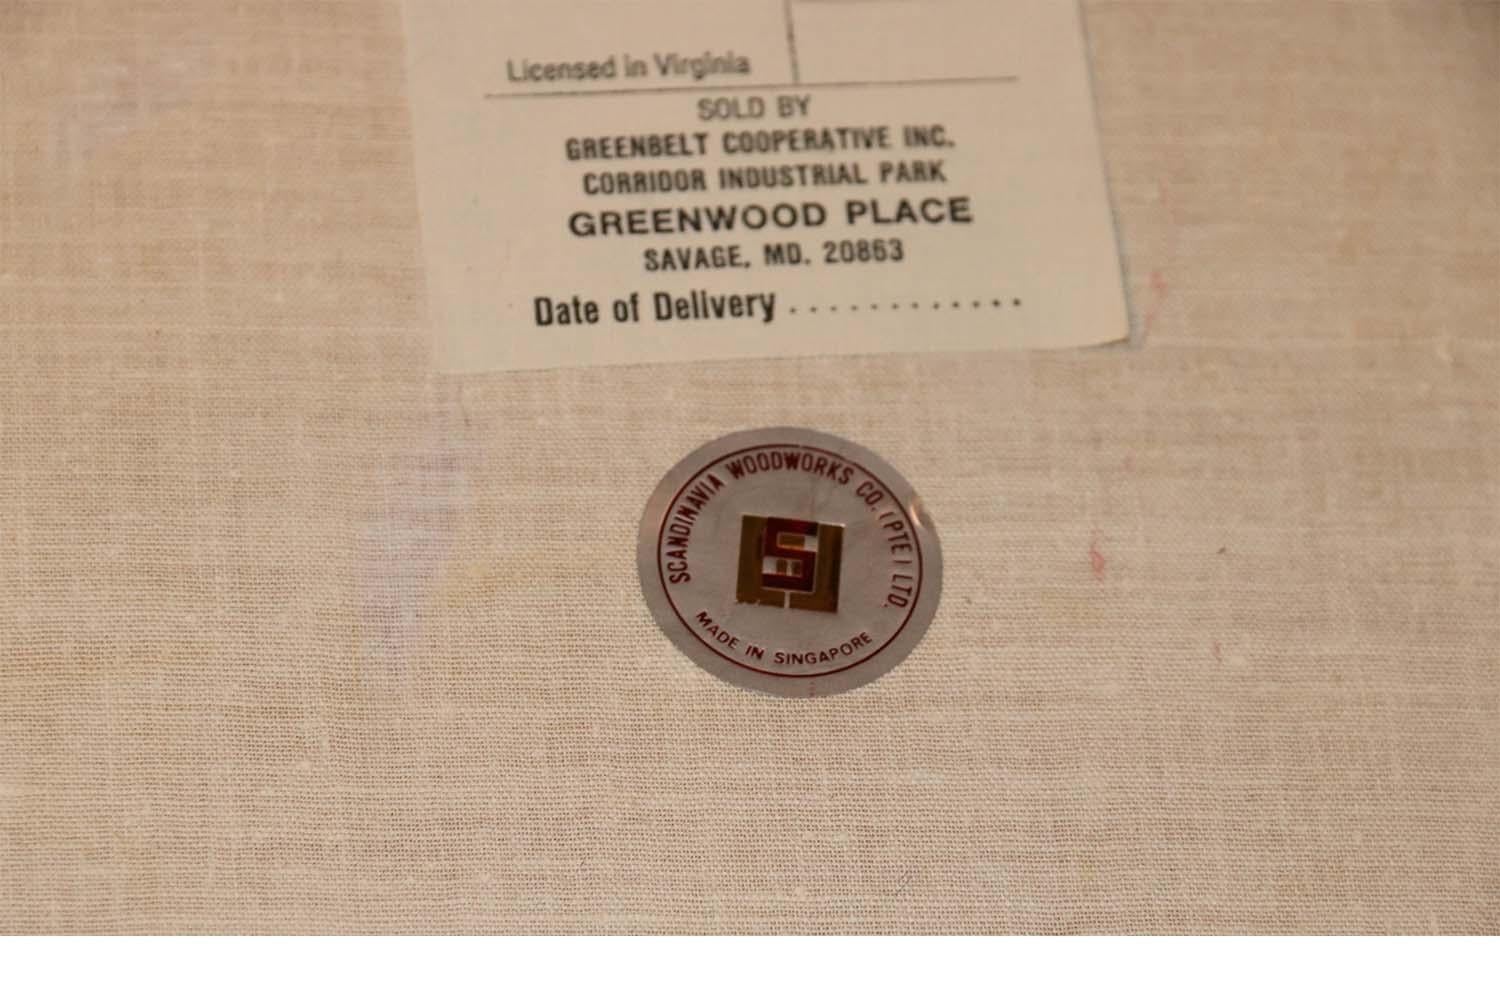 Licensed in Virginia
SOLD BY
GREENBELT COOPERATIVE INC.
CORRIDOR INDUSTRIAL PARK
GREENWOOD PLACE
SAVAGE, MD. 20863
Date of Delivery . . . . . . . . . . . .
SCANDINAVIA WOODWORKS CO. (PTE) LTD.
MADE IN SINGAPORE